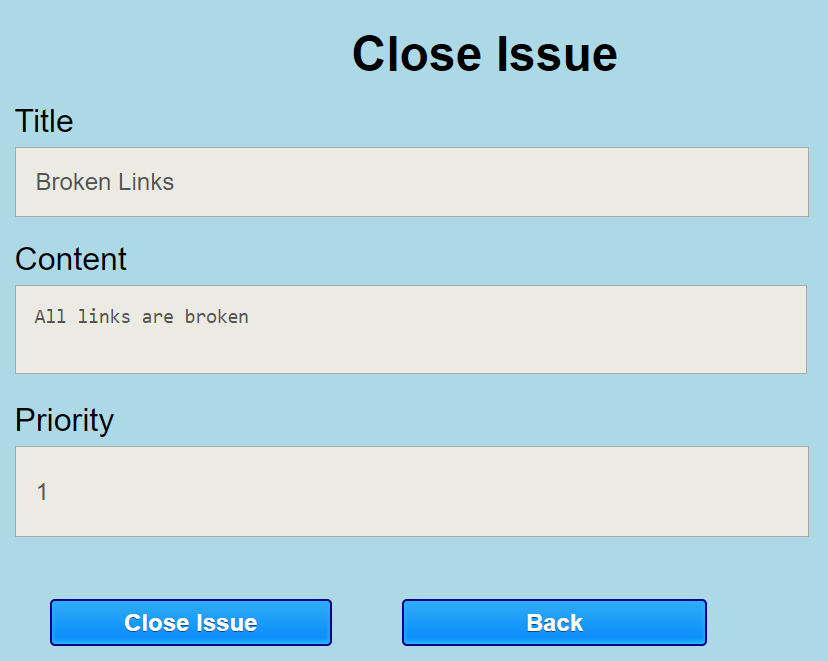 Close Issue
Title
Broken Links
Content
All links are broken
Priority
1
Close Issue
Back